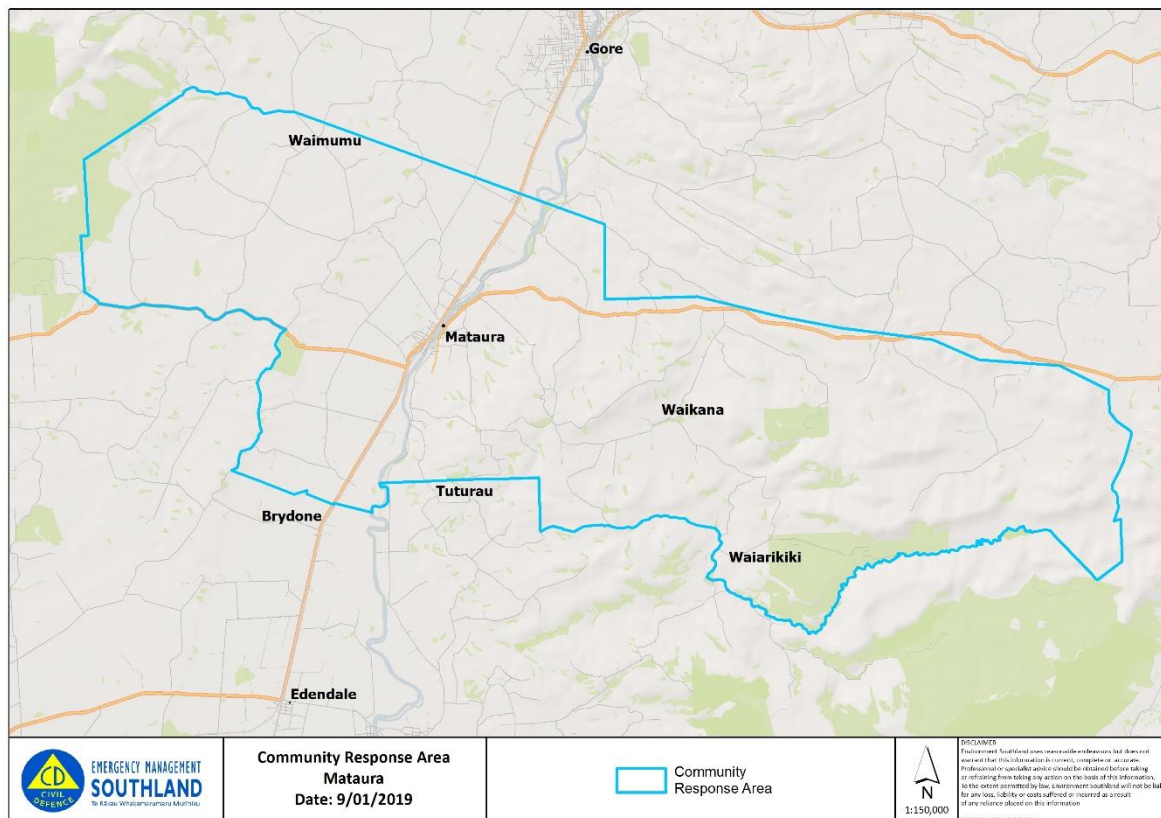 Gore
Waimumu
Mataura
Waikana
Tuturau
Brydone
Waiarikiki
Edendale
CD
CIVIL
DEFENCE
EMERGENCY MANAGEMENT
SOUTHLAND
Te Rākau Whakamarumaru Murihiku
Community Response Area
Mataura
Date: 9/01/2019
Community
Response Area
N
1:150,000
DISCLAIMER
Environment Southland uses reasonable endeavours but does not
warrant that this information is current, complete or accurate.
Professional or specialist advice should be obtained before taking
or refraining from taking any action on the basis of this information.
To the extent permitted by law, Environment Southland will not be liab
for any loss, liability or costs suffered or incurred as a result
of any reliance placed on this information